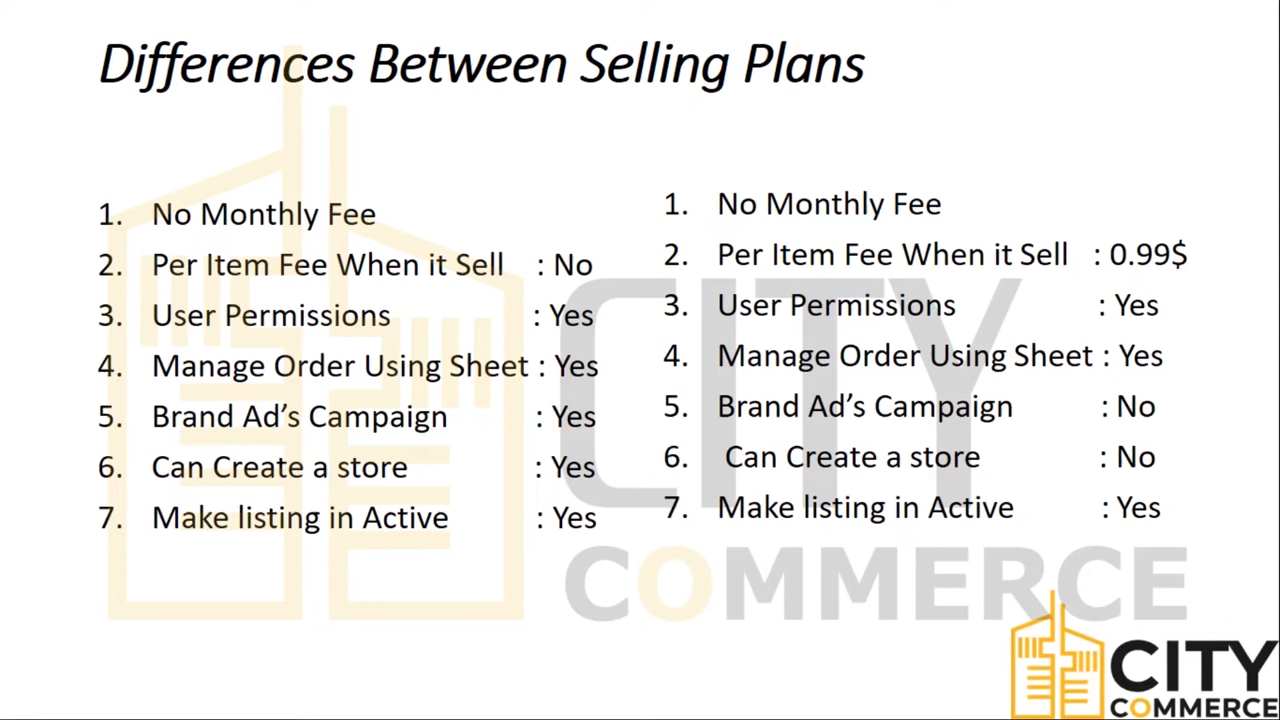 Differences Between Selling Plans
1. No Monthly Fee
2. Per Item Fee When it Sell : No
3. User Permissions : Yes
4. Manage Order Using Sheet : Yes
5. Brand Ad’s Campaign : Yes
6. Can Create a store : Yes
7. Make listing in Active : Yes
1. No Monthly Fee
2. Per Item Fee When it Sell : 0.99$
3. User Permissions : Yes
4. Manage Order Using Sheet : Yes
5. Brand Ad’s Campaign : No
6. Can Create a store : No
7. Make listing in Active : Yes
CITY
COMMERCE
CITY
COMMERCE